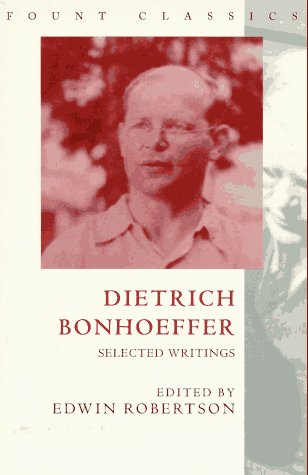 FOUNT CLASSICS
DIETRICH
BONHOEFFER
SELECTED WRITINGS
EDITED BY
EDWIN ROBERTSON